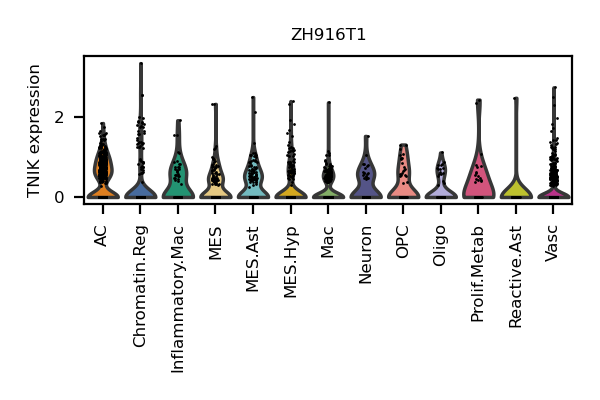 ZH916T1
TNIK expression
2
0
AC
Chromatin.Reg
Inflammatory.Mac
MES
MES.Ast
MES.Hyp
Mac
Neuron
OPC
Oligo
Prolif.Metab
Reactive.Ast
Vasc